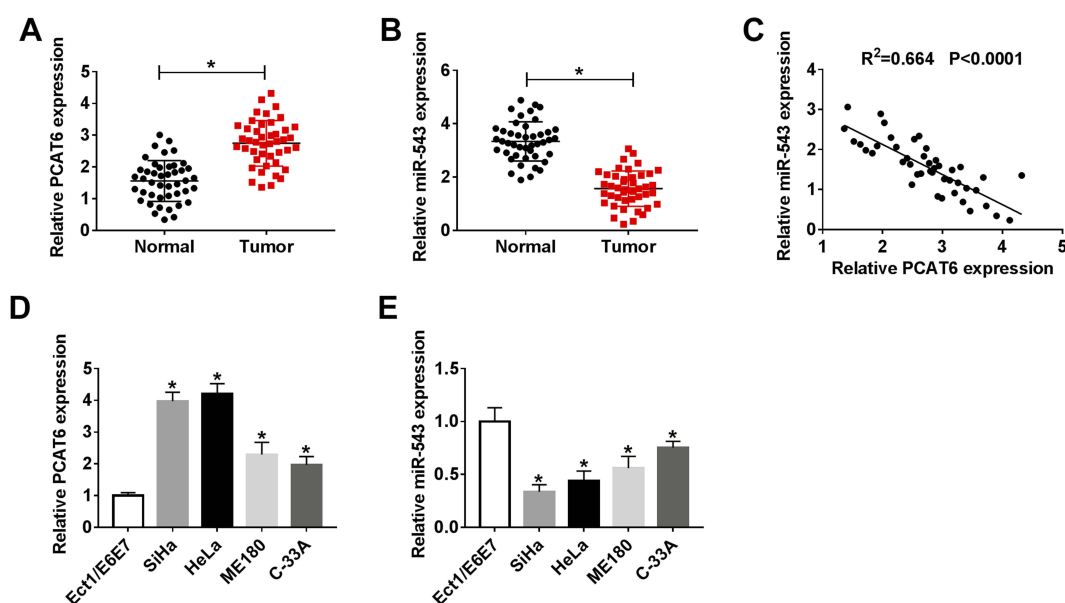 A
Relative PCAT6 expression
5
4
3
2
1
0
*
Normal
Tumor
B
Relative miR-543 expression
6
4
2
0
*
Normal
Tumor
C
R²=0.664 P<0.0001
Relative miR-543 expression
4
3
2
1
0
1
2
3
4
5
Relative PCAT6 expression
D
Relative PCAT6 expression
5
4
3
2
1
0
*
*
*
*
Ect1/E6E7
SiHa
HeLa
ME180
C-33A
E
Relative miR-543 expression
1.5
1.0
0.5
0.0
*
*
*
*
Ect1/E6E7
SiHa
HeLa
ME180
C-33A